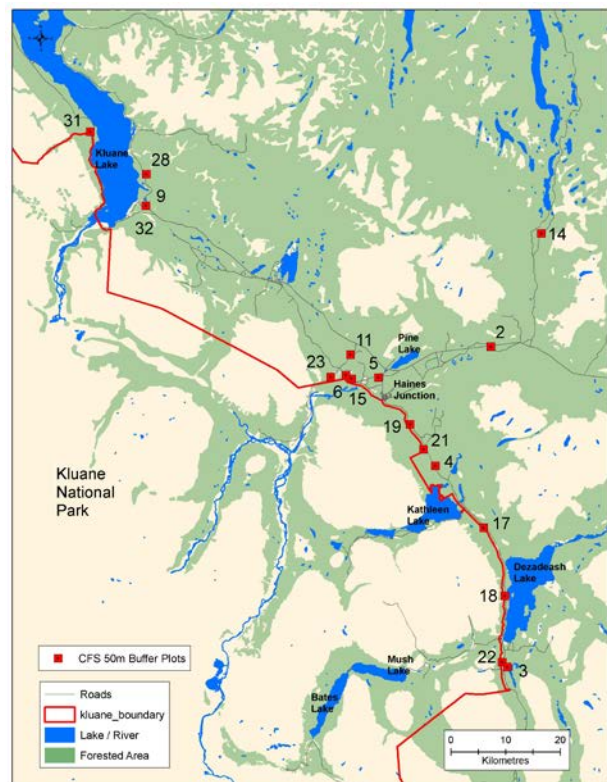 31
Kluane
Lake
28
9
32
14
11
Pine
Lake
2
23
5
6
15
Haines
Junction
19
21
4
Kluane
National
Park
Kathleen
Lake
17
Dezadeash
Lake
18
22
3
Mush
Lake
Bates
Lake
CFS 50m Buffer Plots
Roads
kluane_boundary
Lake / River
Forested Area
0 10 20
Kilometres